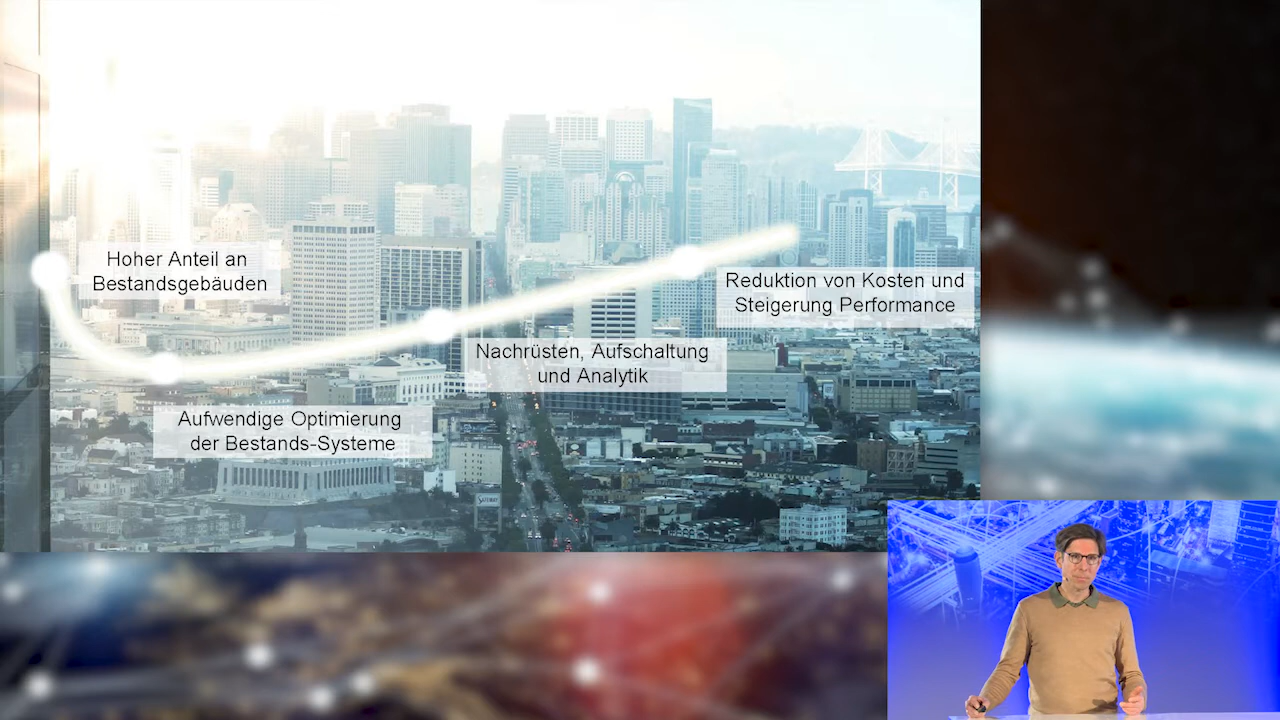 Hoher Anteil an
Bestandsgebäuden
Aufwendige Optimierung
der Bestands-Systeme
Nachrüsten, Aufschaltung
und Analytik
Reduktion von Kosten und
Steigerung Performance
SAFEWAY